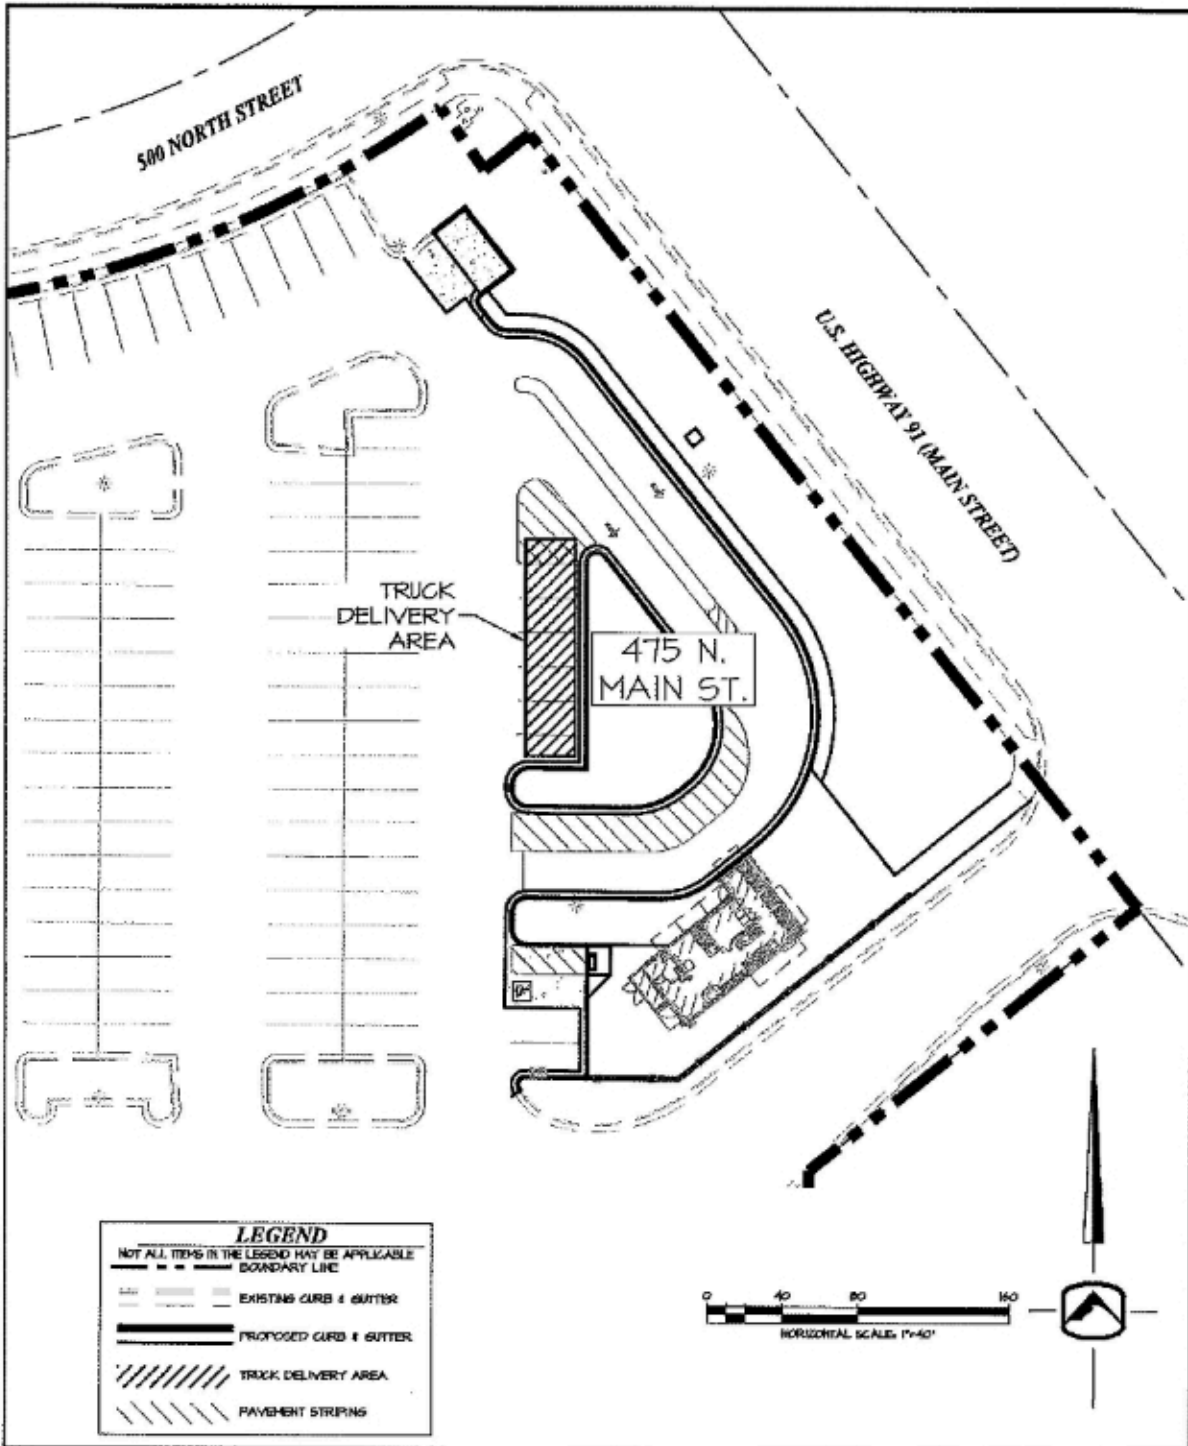 500 NORTH STREET
U.S. HIGHWAY 91 (MAIN STREET)
TRUCK
DELIVERY
AREA
475 N.
MAIN ST.
LEGEND
NOT ALL ITEMS IN THE LEGEND MAY BE APPLICABLE
BOUNDARY LINE
EXISTING CURB & GUTTER
PROPOSED CURB & GUTTER
TRUCK DELIVERY AREA
PAVEMENT STRIPING
0 40 80 160
HORIZONTAL SCALE: 1"=40'